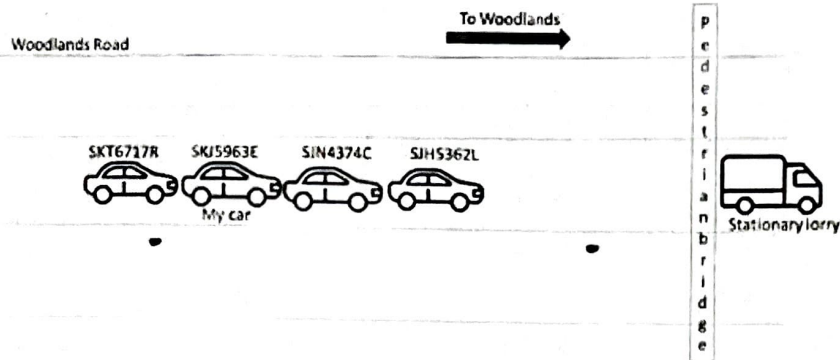 To Woodlands
Woodlands Road
SKT6717R
SKJ5963E
SJN4374C
SJH5362L
My car
Stationary lorry
Pedestrian bridge